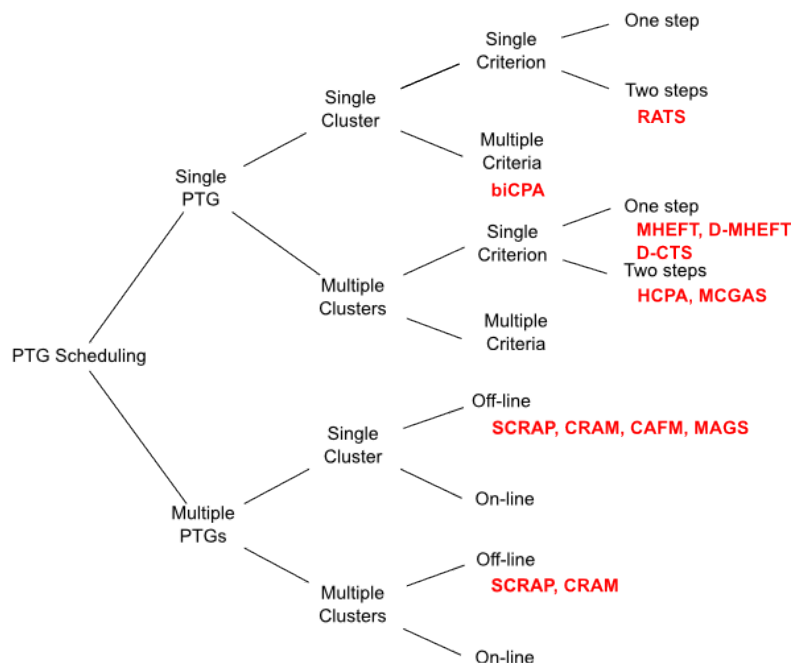 One step
Single
Criterion
Two steps
RATS
Single
Cluster
Multiple
Criteria
biCPA
Single
PTG
One step
MHEFT, D-MHEFT
D-CTS
Single
Criterion
Two steps
HCPA, MCGAS
Multiple
Clusters
Multiple
Criteria
PTG Scheduling
Off-line
SCRAP, CRAM, CAFM, MAGS
Single
Cluster
On-line
Multiple
PTGs
Off-line
SCRAP, CRAM
Multiple
Clusters
On-line